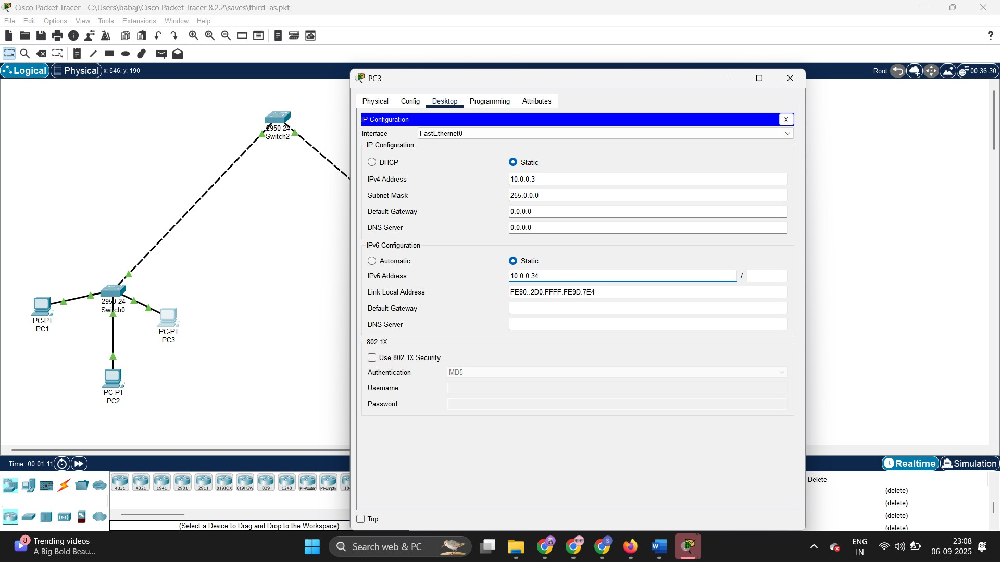 Cisco Packet Tracer - C:\Users\babaj\Cisco Packet Tracer 8.2.2\saves\third as.pkt
File Edit Options View Tools Extensions Window Help
Logical Physical x: 646, y: 190
Root 00:36:30
PC3
Physical Config Desktop Programming Attributes
IP Configuration X
Interface FastEthernet0
IP Configuration
DHCP Static
IPv4 Address 10.0.0.3
Subnet Mask 255.0.0.0
Default Gateway 0.0.0.0
DNS Server 0.0.0.0
IPv6 Configuration
Automatic Static
IPv6 Address 10.0.0.34 /
Link Local Address FE80::2D0:FFFF:FE9D:7E4
Default Gateway
DNS Server
802.1X
Use 802.1X Security
Authentication MD5
Username
Password
Top
2950-24
Switch2
2950-24
Switch0
PC-PT
PC1
PC-PT
PC3
PC-PT
PC2
Time: 00:01:11
Realtime Simulation
4331 4321 1941 2901 2911 819IOX 819HGW 829 1240 PT-Router PT-Empty 18
(Select a Device to Drag and Drop to the Workspace)
Delete
(delete)
(delete)
(delete)
(delete)
8
Trending videos
A Big Bold Beau...
Search web & PC
S
W
ENG
IN
23:08
06-09-2025